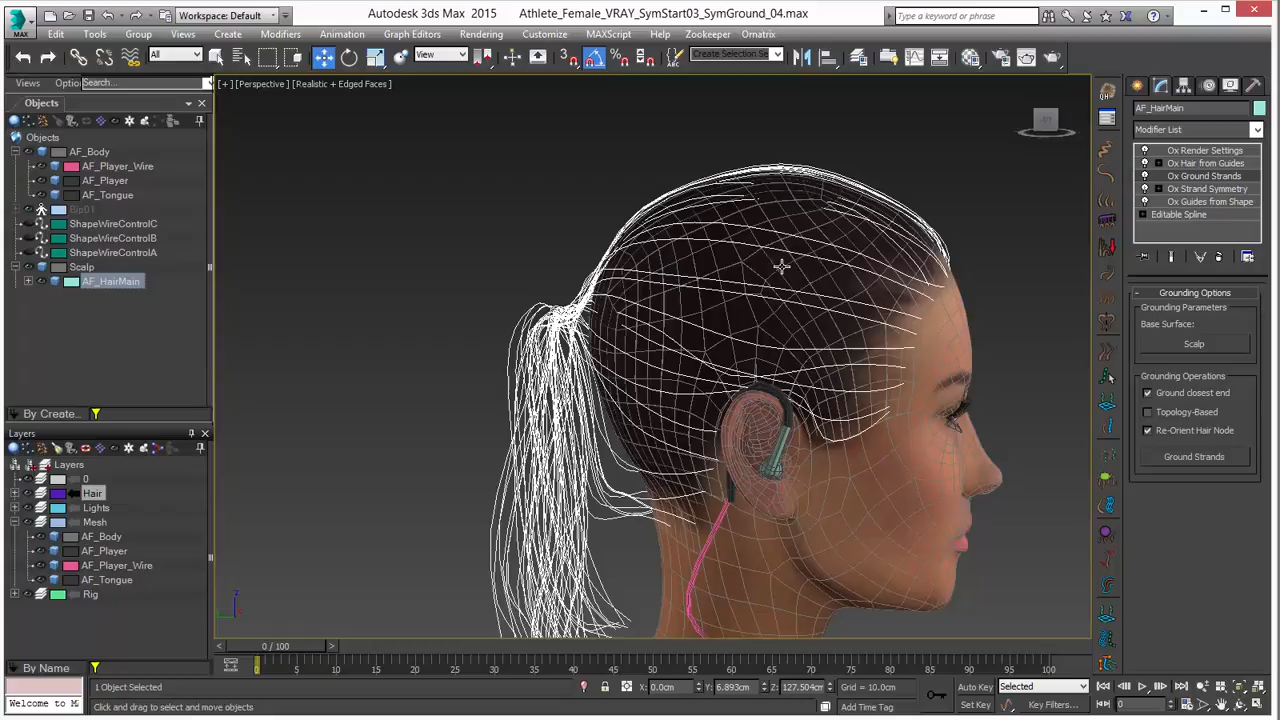 MAX
Workspace: Default
Autodesk 3ds Max 2015
Athlete_Female_VRAY_SymStart03_SymGround_04.max
Type a keyword or phrase
Edit
Tools
Group
Views
Create
Modifiers
Animation
Graph Editors
Rendering
Customize
MAXScript
Help
Zookeeper
Ornatrix
All
View
3
Create Selection Se
Views
Optio
Search...
[+] [Perspective] [Realistic + Edged Faces]
AF_HairMain
Modifier List
Objects
Objects
AF_Body
AF_Player_Wire
AF_Player
AF_Tongue
Bip01
ShapeWireControlC
ShapeWireControlB
ShapeWireControlA
Scalp
AF_HairMain
Ox Render Settings
Ox Hair from Guides
Ox Ground Strands
Ox Strand Symmetry
Ox Guides from Shape
Editable Spline
Grounding Options
Grounding Parameters
Base Surface:
Scalp
Grounding Operations
Ground closest end
Topology-Based
Re-Orient Hair Node
Ground Strands
By Create...
Layers
Layers
0
Hair
Lights
Mesh
AF_Body
AF_Player
AF_Player_Wire
AF_Tongue
Rig
z
By Name
0 / 100
0 5 10 15 20 25 30 35 40 45 50 55 60 65 70 75 80 85 90 95 100
1 Object Selected
X: 0.0cm
Y: 6.893cm
Z: 127.504cm
Grid = 10.0cm
Auto Key
Selected
Welcome to M
Click and drag to select and move objects
Add Time Tag
Set Key
Key Filters...
0